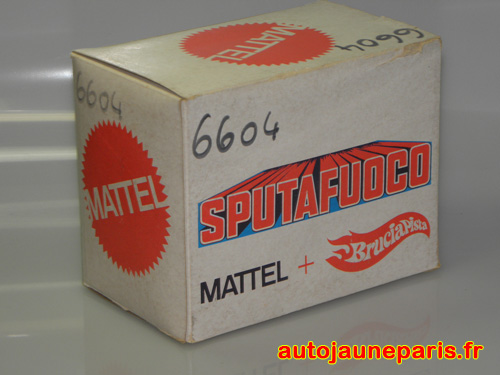 MATTEL
6604
6604
MATTEL
6604
SPUTAFUOCO
MATTEL + BruciaPista
autojauneparis.fr